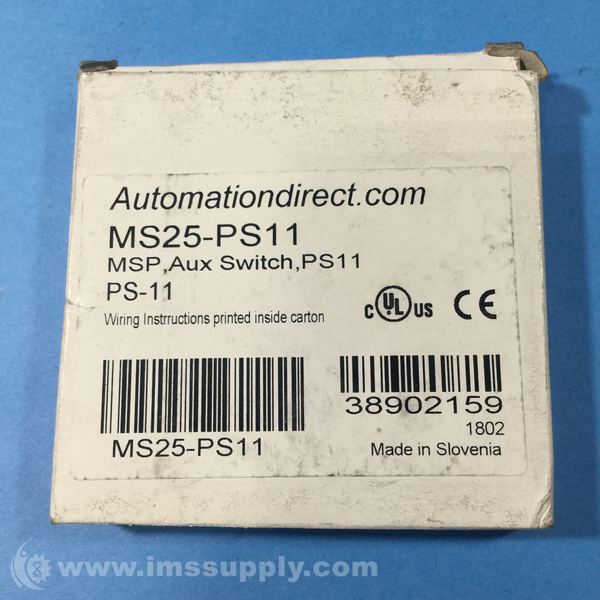 Automationdirect.com
MS25-PS11
MSP,Aux Switch,PS11
PS-11
Wiring Instrructions printed inside carton
c UL US CE
MS25-PS11
38902159
1802
Made in Slovenia
www.imssupply.com